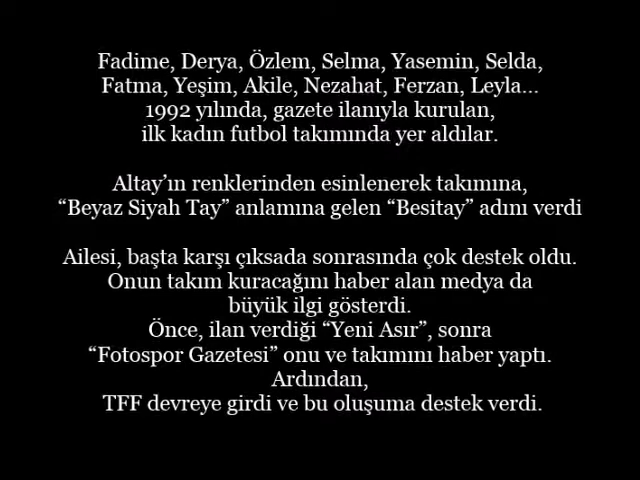 Fadime, Derya, Özlem, Selma, Yasemin, Selda,
Fatma, Yeşim, Akile, Nezahat, Ferzan, Leyla...
1992 yılında, gazete ilanıyla kurulan,
ilk kadın futbol takımında yer aldılar.
Altay’ın renklerinden esinlenerek takımına,
“Beyaz Siyah Tay” anlamına gelen “Besitay” adını verdi
Ailesi, başta karşı çıksada sonrasında çok destek oldu.
Onun takım kuracağını haber alan medya da
büyük ilgi gösterdi.
Önce, ilan verdiği “Yeni Asır”, sonra
“Fotospor Gazetesi” onu ve takımını haber yaptı.
Ardından,
TFF devreye girdi ve bu oluşuma destek verdi.